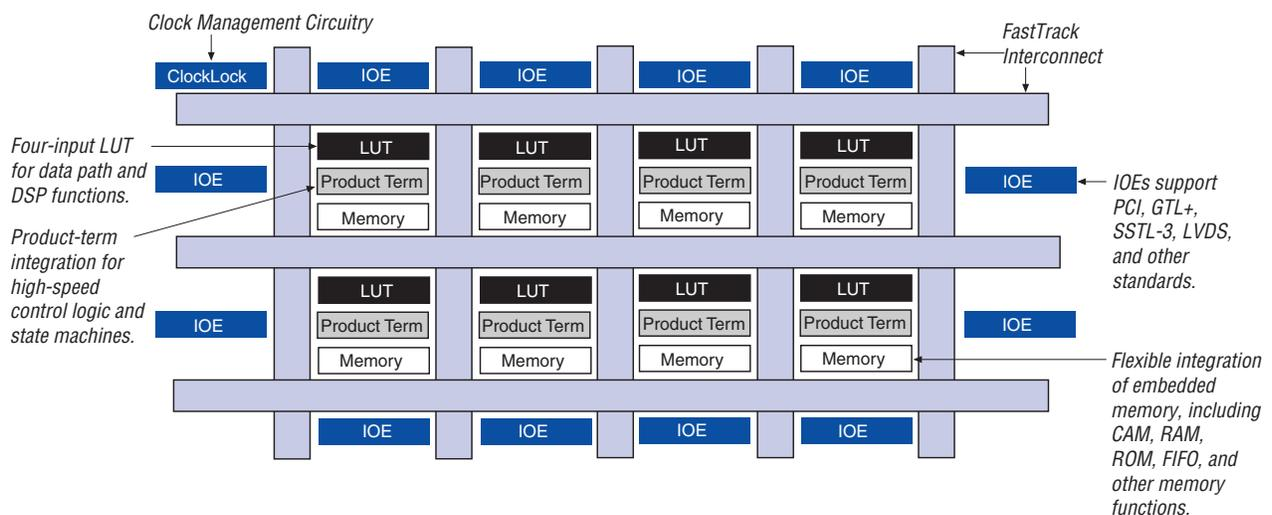 Clock Management Circuitry
FastTrack
Interconnect
ClockLock
IOE
IOE
IOE
IOE
Four-input LUT
for data path and
DSP functions.
LUT
LUT
LUT
LUT
IOE
Product Term
Product Term
Product Term
Product Term
IOE
IOEs support
PCI, GTL+,
SSTL-3, LVDS,
and other
standards.
Memory
Memory
Memory
Memory
Product-term
integration for
high-speed
control logic and
state machines.
LUT
LUT
LUT
LUT
IOE
Product Term
Product Term
Product Term
Product Term
IOE
Memory
Memory
Memory
Memory
Flexible integration
of embedded
memory, including
CAM, RAM,
ROM, FIFO, and
other memory
functions.
IOE
IOE
IOE
IOE